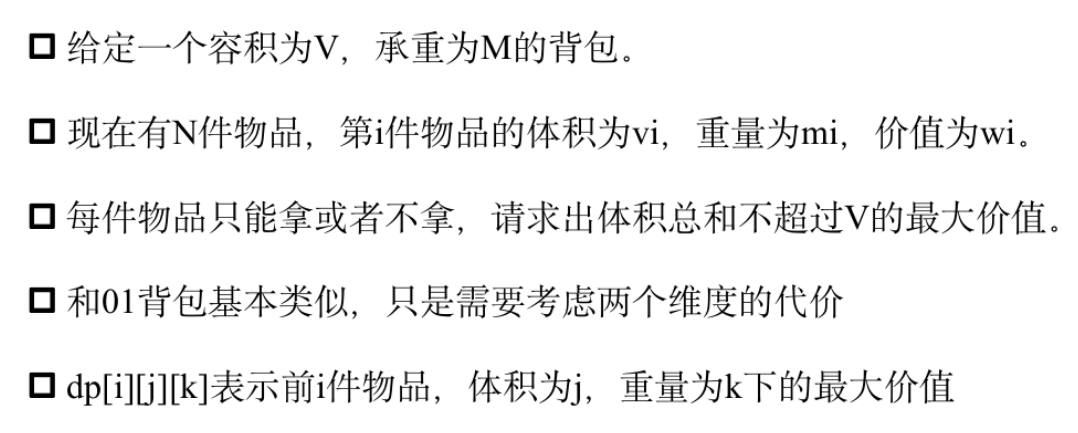 给定一个容积为V，承重为M的背包。
现在有N件物品，第i件物品的体积为vi，重量为mi，价值为wi。
每件物品只能拿或者不拿，请求出体积总和不超过V的最大价值。
和01背包基本类似，只是需要考虑两个维度的代价
dp[i][j][k]表示前i件物品，体积为j，重量为k下的最大价值